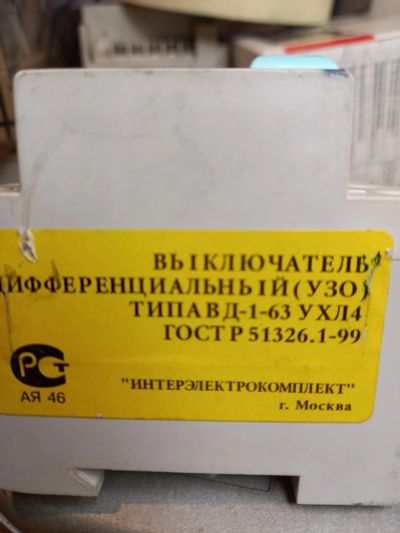 ВЫКЛЮЧАТЕЛЬ
ДИФФЕРЕНЦИАЛЬНЫЙ (УЗО)
ТИПА ВД-1-63 УХЛ4
ГОСТ Р 51326.1-99
РСТ
АЯ 46
"ИНТЕРЭЛЕКТРОКОМПЛЕКТ"
г. Москва